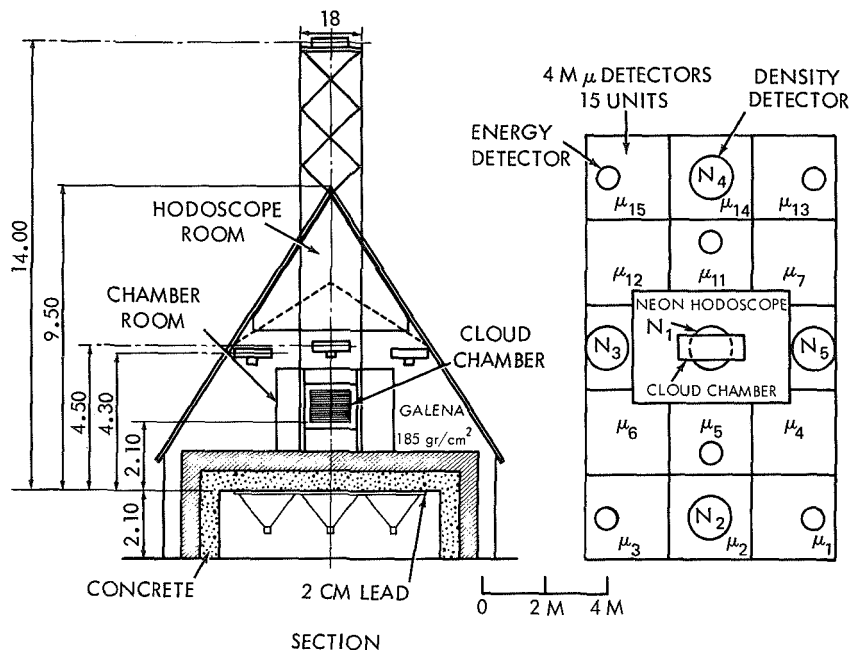 18
14.00
9.50
4.50
4.30
2.10
2.10
HODOSCOPE
ROOM
CHAMBER
ROOM
CLOUD
CHAMBER
GALENA
185 gr/cm²
CONCRETE
2 CM LEAD
SECTION
4 M μ DETECTORS
15 UNITS
DENSITY
DETECTOR
ENERGY
DETECTOR
N4
μ15
μ14
μ13
μ12
μ11
μ7
NEON HODOSCOPE
N1
N3
N5
CLOUD CHAMBER
μ6
μ5
μ4
N2
μ3
μ2
μ1
0 2 M 4 M